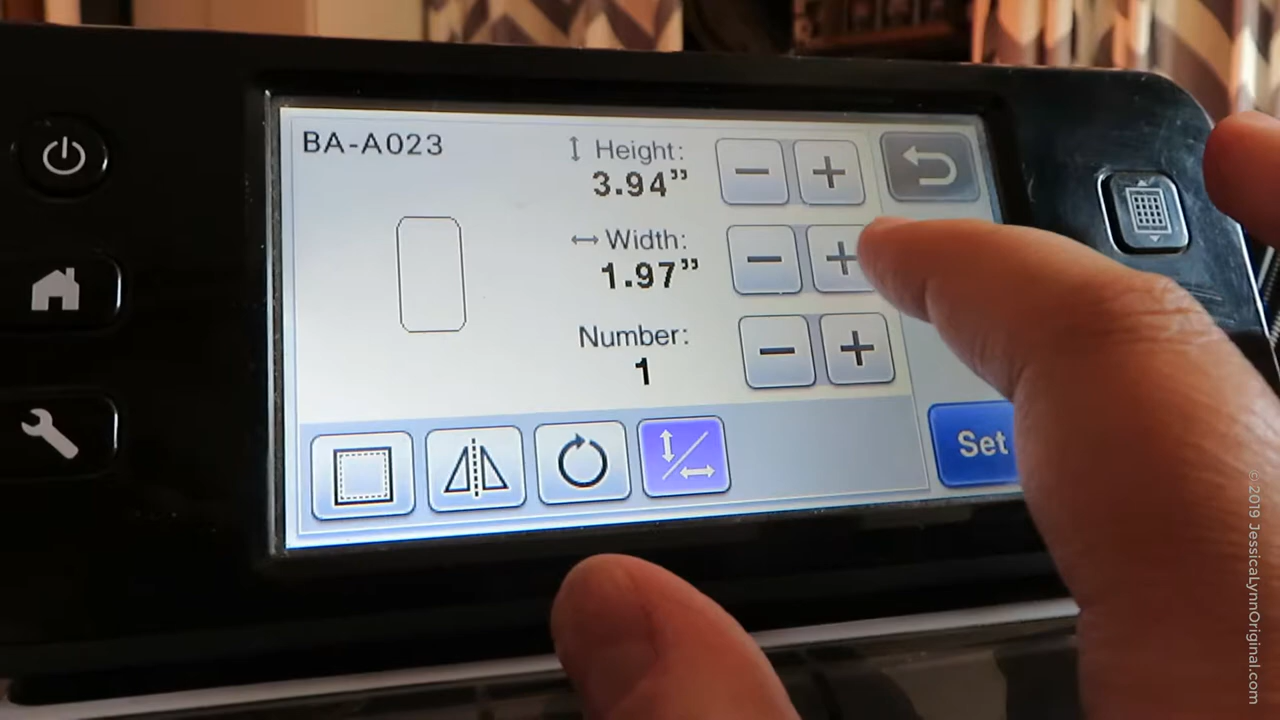 BA-A023
Height:
3.94”
Width:
1.97”
Number:
1
Set
©2019 JessicaLynnOriginal.com